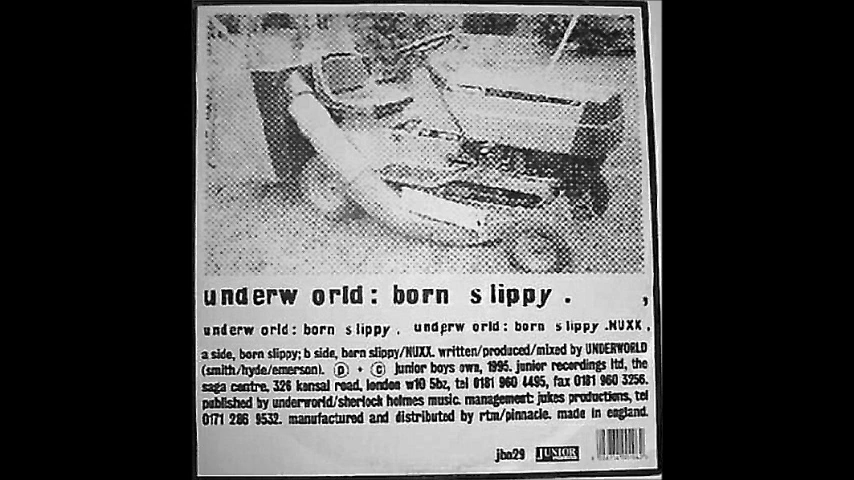 underw orld: born s lippy . ,
underw orld: born s lippy . underw orld: born s lippy .NUXX .
a side, born slippy; b side, born slippy/NUXX. written/produced/mixed by UNDERWORLD
(smith/hyde/emerson). ℗ + © junior boys own, 1995. junior recordings ltd, the
saga centre, 326 kensal road, london w10 5bz, tel 0181 960 4495, fax 0181 960 3256.
published by underworld/sherlock holmes music. management: jukes productions, tel
0171 286 9532. manufactured and distributed by rtm/pinnacle. made in england.
jbo29 JUNIOR